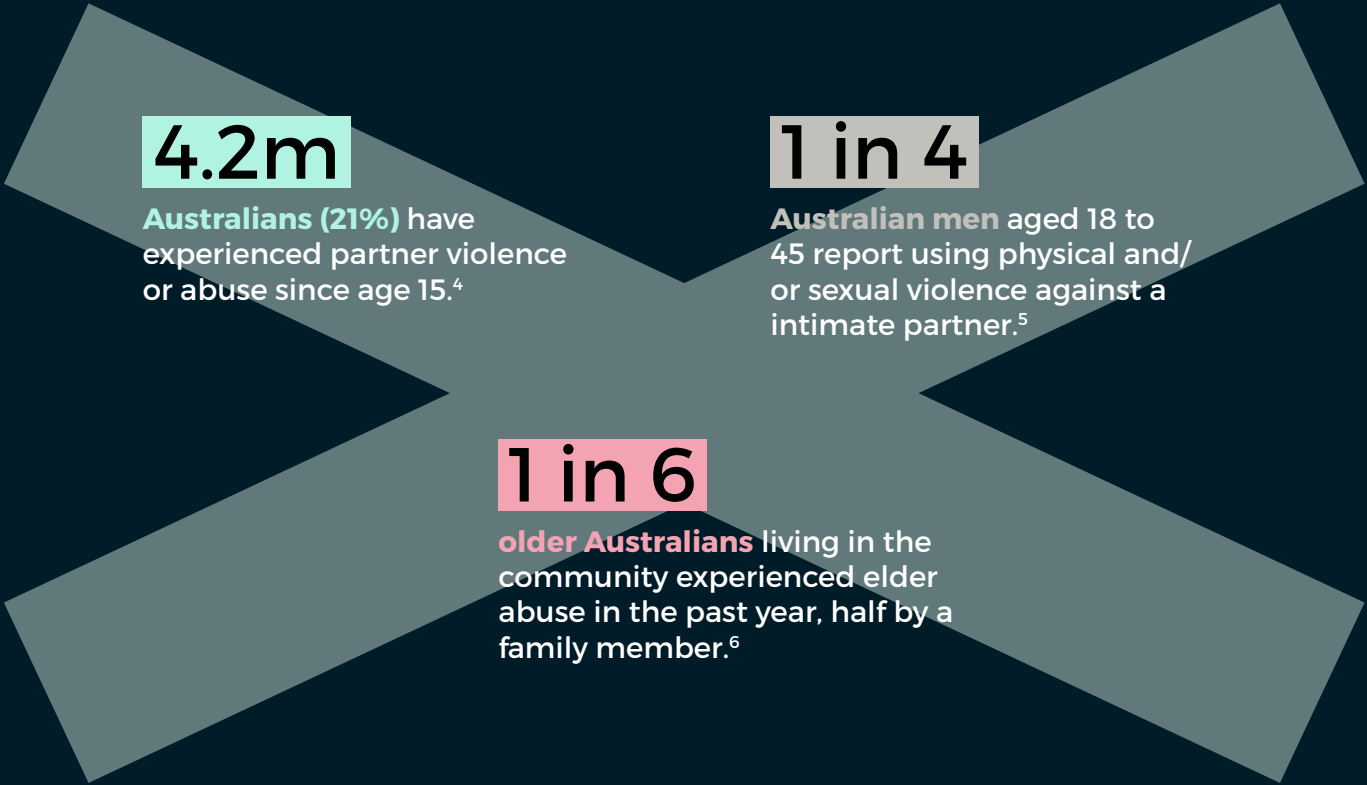 4.2m
Australians (21%) have
experienced partner violence
or abuse since age 15.⁴
1 in 4
Australian men aged 18 to
45 report using physical and/
or sexual violence against a
intimate partner.⁵
1 in 6
older Australians living in the
community experienced elder
abuse in the past year, half by a
family member.⁶